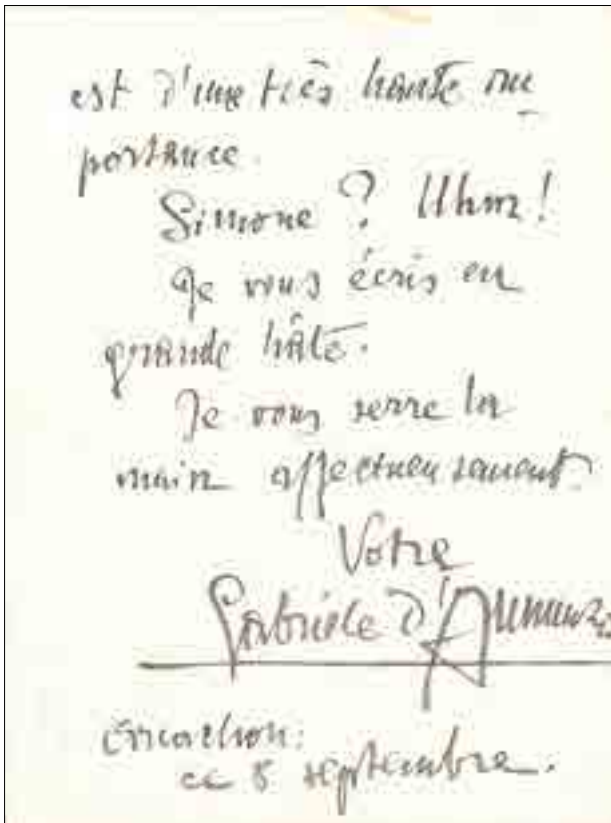 est d'une très haute im
portance.
Simone ? Uhm!
Je vous écris en
grande hâte.
Je vous serre la
main affectueusement.
Votre
Gabriele d'Annunzio
Arcachon:
ce 8 septembre.